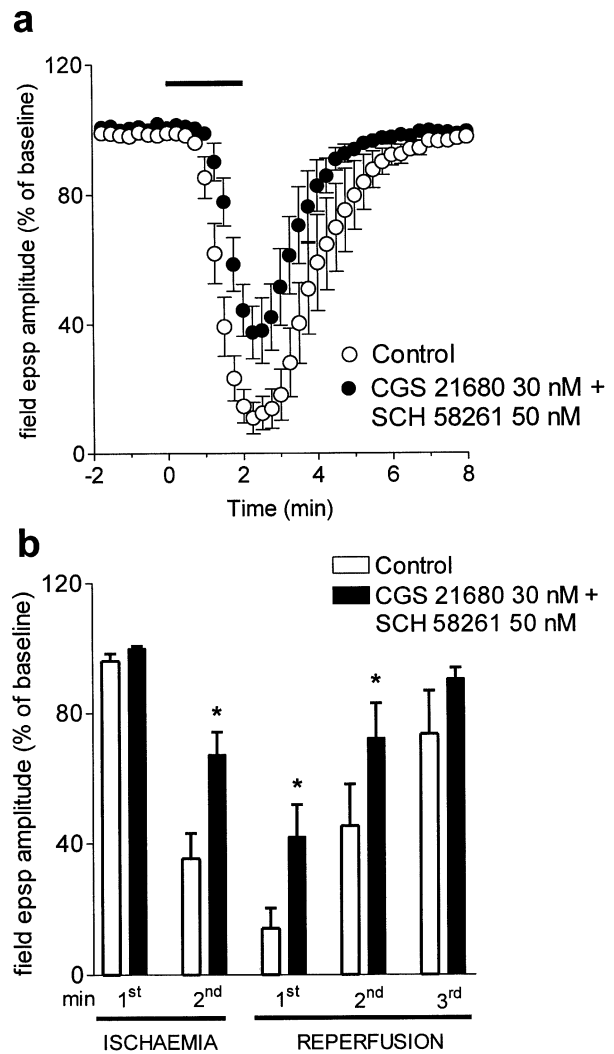 a
120
80
40
0
field epsp amplitude (% of baseline)
Control
CGS 21680 30 nM +
SCH 58261 50 nM
-2 0 2 4 6 8
Time (min)
b
Control
CGS 21680 30 nM +
SCH 58261 50 nM
120
80
40
0
field epsp amplitude (% of baseline)
* * *
min 1st 2nd 1st 2nd 3rd
ISCHAEMIA REPERFUSION